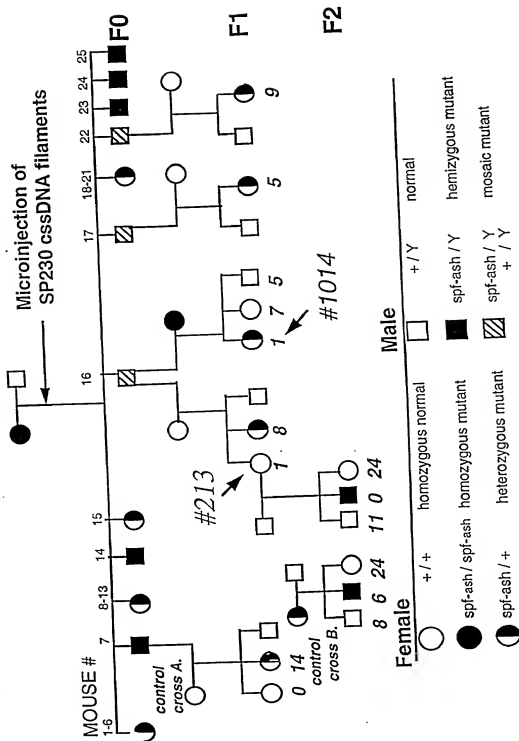 Microinjection of
SP230 cssDNA filaments
MOUSE #
1-6
7
8-13
14
15
16
17
18-21
22
23
24
25
F0
control
cross A.
0
14
#213
1
8
1
7
5
#1014
5
9
F1
control
cross B.
8
6
24
11
0
24
F2
Female
Male
+/+
homozygous normal
+/Y
normal
spf-ash / spf-ash
homozygous mutant
spf-ash / Y
hemizygous mutant
spf-ash / +
heterozygous mutant
spf-ash / Y
+ / Y
mosaic mutant